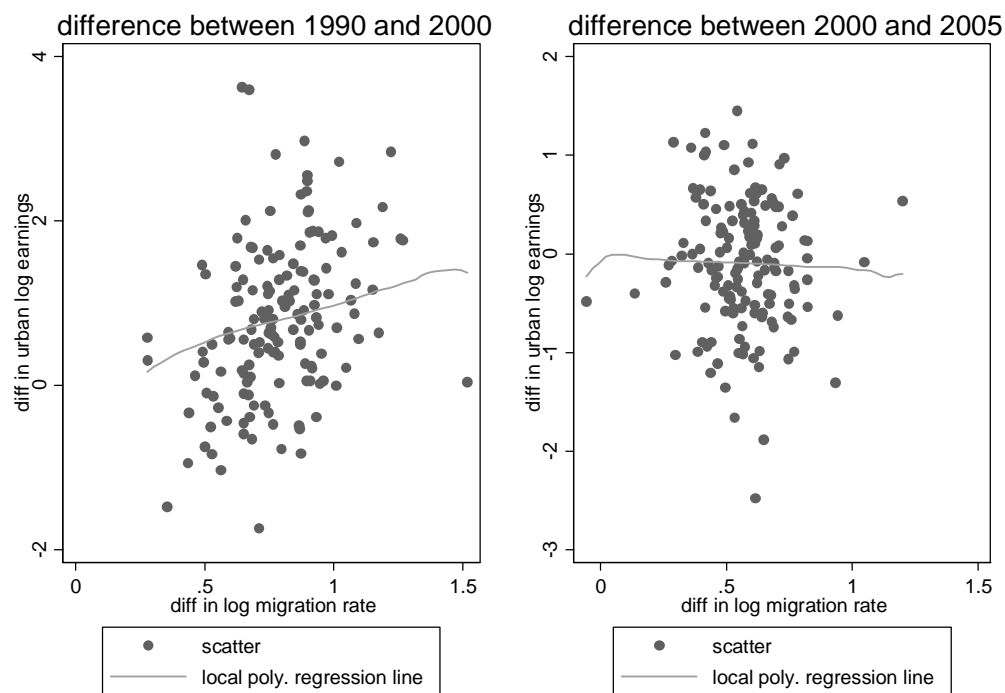 difference between 1990 and 2000
diff in urban log earnings
4
2
0
-2
0
.5
1
1.5
diff in log migration rate
scatter
local poly. regression line
difference between 2000 and 2005
diff in urban log earnings
2
1
0
-1
-2
-3
0
.5
1
1.5
diff in log migration rate
scatter
local poly. regression line